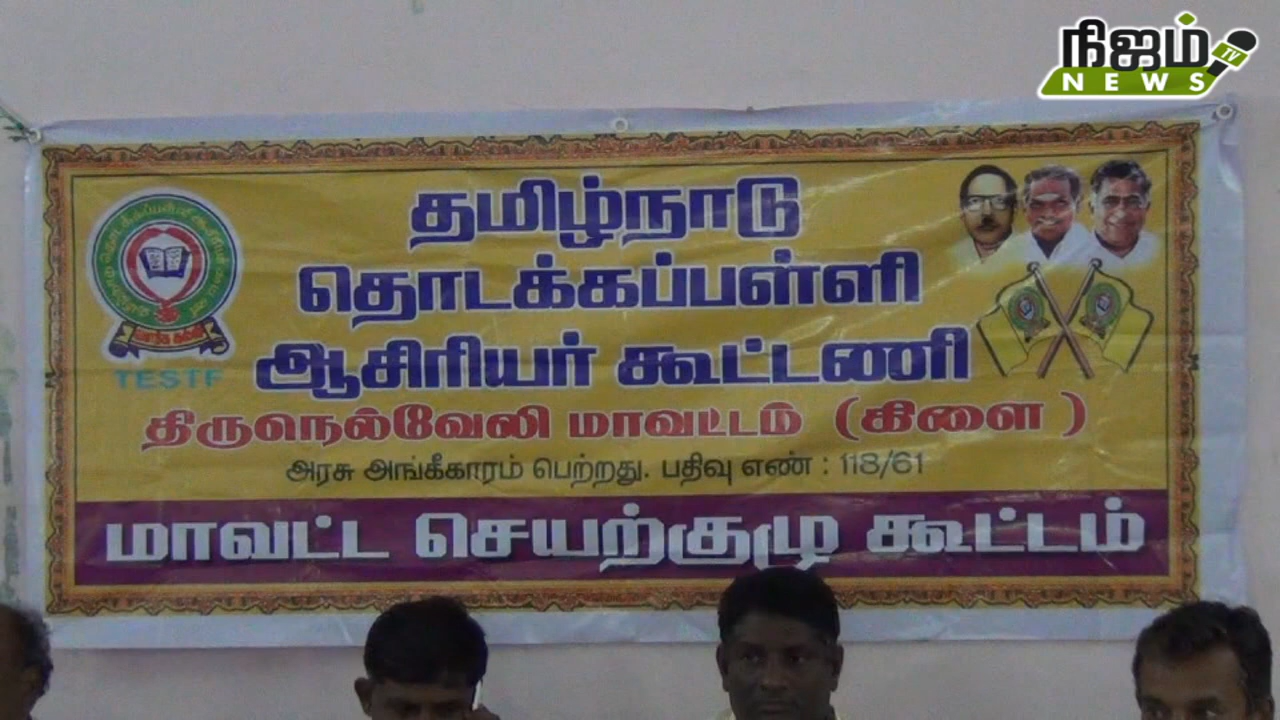 நிஜம்
TV
NEWS
தமிழ்நாடு
தொடக்கப்பள்ளி
ஆசிரியர் கூட்டணி
TESTF
திருநெல்வேலி மாவட்டம் (கிளை)
அரசு அங்கீகாரம் பெற்றது. பதிவு எண் : 118/61
மாவட்ட செயற்குழு கூட்டம்